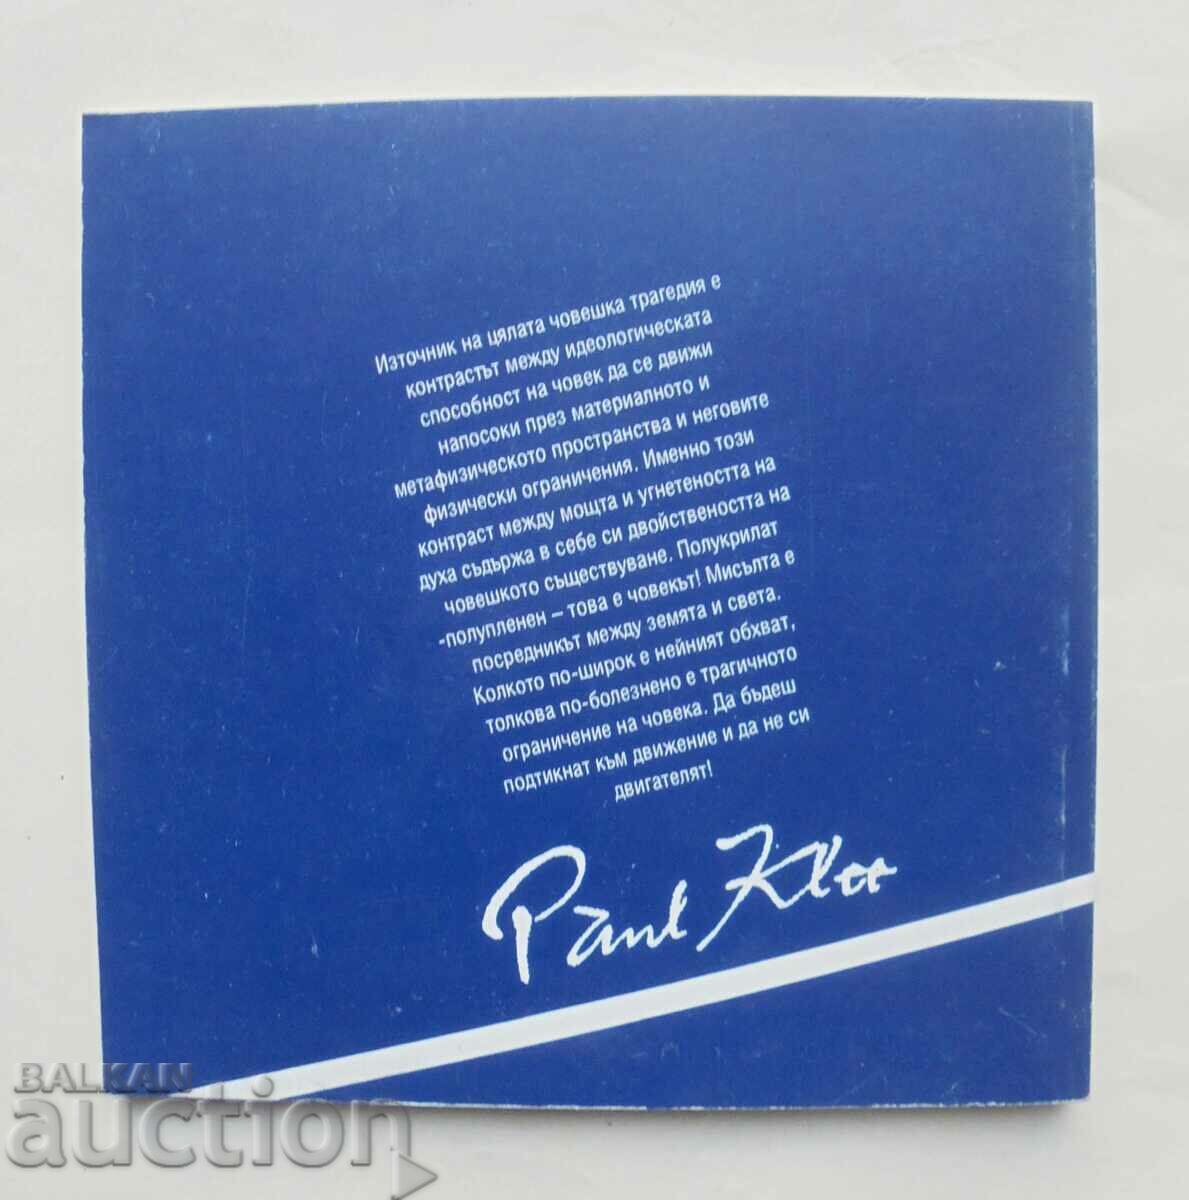 Източник на цялата човешка трагедия е
контрастът между идеологическата
способност на човек да се движи
напосоки през материалното и
метафизическото пространства и неговите
физически ограничения. Именно този
контраст между мощта и угнетеността на
духа съдържа в себе си двойствеността на
човешкото съществуване. Полукрилат
-полупленен – това е човекът! Мисълта е
посредникът между земята и света.
Колкото по-широк е нейният обхват,
толкова по-болезнено е трагичното
ограничение на човека. Да бъдеш
подтикнат към движение и да не си
двигателят!
Paul Klee
BALKAN
auction